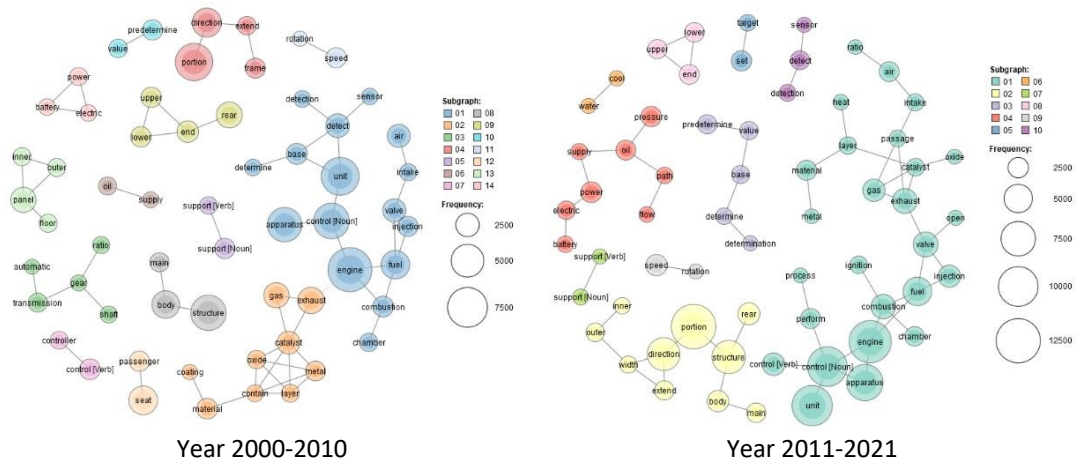 predetermine
value
direction
extend
portion
frame
rotation
speed
power
battery
electric
upper
lower
end
rear
detection
sensor
detect
air
determine
base
intake
unit
inner
outer
panel
floor
oil
supply
support [Verb]
support [Noun]
apparatus
control [Noun]
valve
injection
engine
fuel
ratio
automatic
gear
transmission
shaft
main
body
structure
gas
exhaust
combustion
chamber
controller
control [Verb]
passenger
seat
catalyst
oxide
metal
coating
contain
layer
material
Subgraph:
01 08
02 09
03 10
04 11
05 12
06 13
07 14
Frequency:
2500
5000
7500
Year 2000-2010
lower
upper
end
target
set
sensor
detect
detection
ratio
air
cool
water
pressure
predetermine
value
heat
intake
passage
layer
supply
oil
path
base
material
catalyst
oxide
gas
exhaust
power
electric
flow
battery
determine
determination
metal
open
valve
support [Verb]
support [Noun]
speed
rotation
process
ignition
injection
fuel
combustion
perform
chamber
inner
outer
portion
rear
engine
direction
structure
width
extend
control [Verb]
control [Noun]
apparatus
body
main
unit
Subgraph:
01 06
02 07
03 08
04 09
05 10
Frequency:
2500
5000
7500
10000
12500
Year 2011-2021